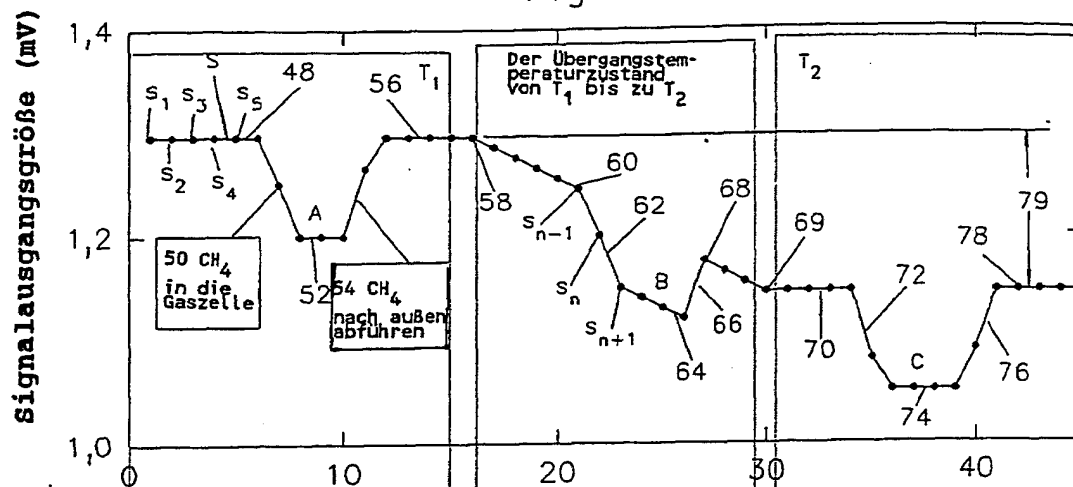 Signalausgangsgröße (mV)
1,4
1,2
1,0
S
48
s1 s3 s5
s2 s4
T1
56
A
50 CH4
in die
Gaszelle
52
54 CH4
nach außen
abführen
Der Übergangstem-
peraturzustand
von T1 bis zu T2
58
60
sn-1
62
sn
sn+1
B
64
66
68
T2
69
70
72
C
74
76
78
79
0 10 20 30 40